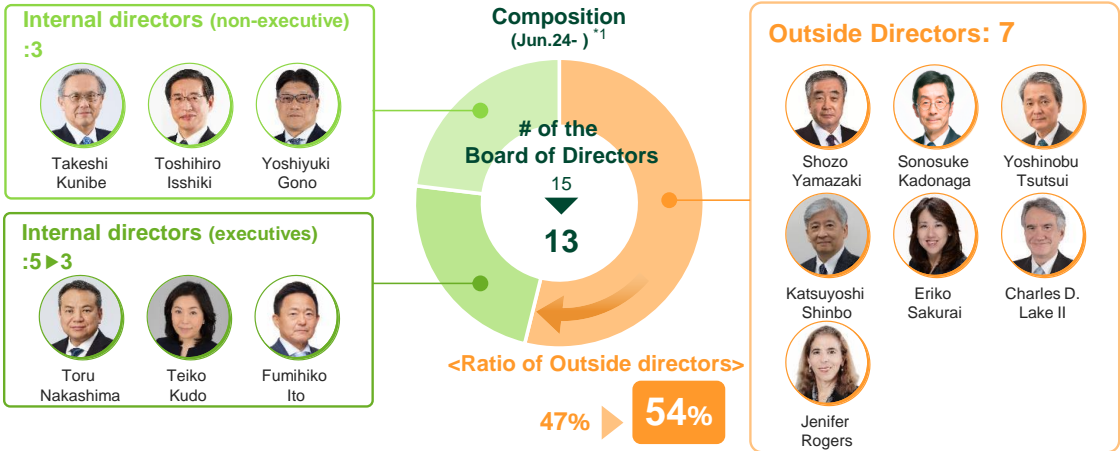 Internal directors (non-executive)
:3
Takeshi
Kunibe
Toshihiro
Isshiki
Yoshiyuki
Gono
Internal directors (executives)
:5▶3
Toru
Nakashima
Teiko
Kudo
Fumihiko
Ito
Composition
(Jun.24- ) *1
# of the
Board of Directors
15
13
<Ratio of Outside directors>
47%
54%
Outside Directors: 7
Shozo
Yamazaki
Sonosuke
Kadonaga
Yoshinobu
Tsutsui
Katsuyoshi
Shinbo
Eriko
Sakurai
Charles D.
Lake II
Jenifer
Rogers